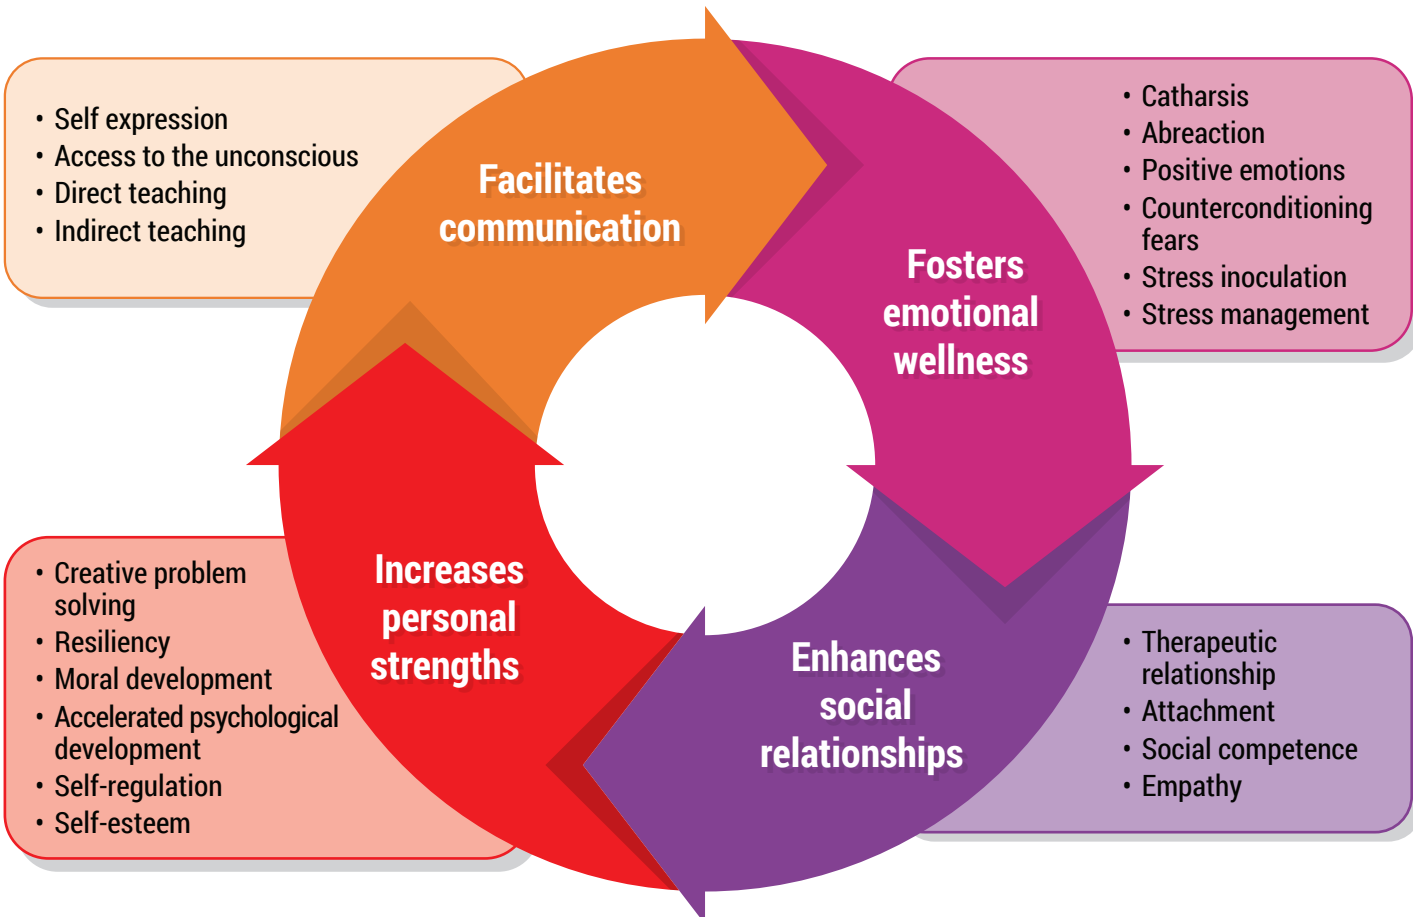 • Self expression
• Access to the unconscious
• Direct teaching
• Indirect teaching
Facilitates
communication
• Catharsis
• Abreaction
• Positive emotions
• Counterconditioning
fears
• Stress inoculation
• Stress management
Fosters
emotional
wellness
• Creative problem
solving
• Resiliency
• Moral development
• Accelerated psychological
development
• Self-regulation
• Self-esteem
Increases
personal
strengths
Enhances
social
relationships
• Therapeutic
relationship
• Attachment
• Social competence
• Empathy